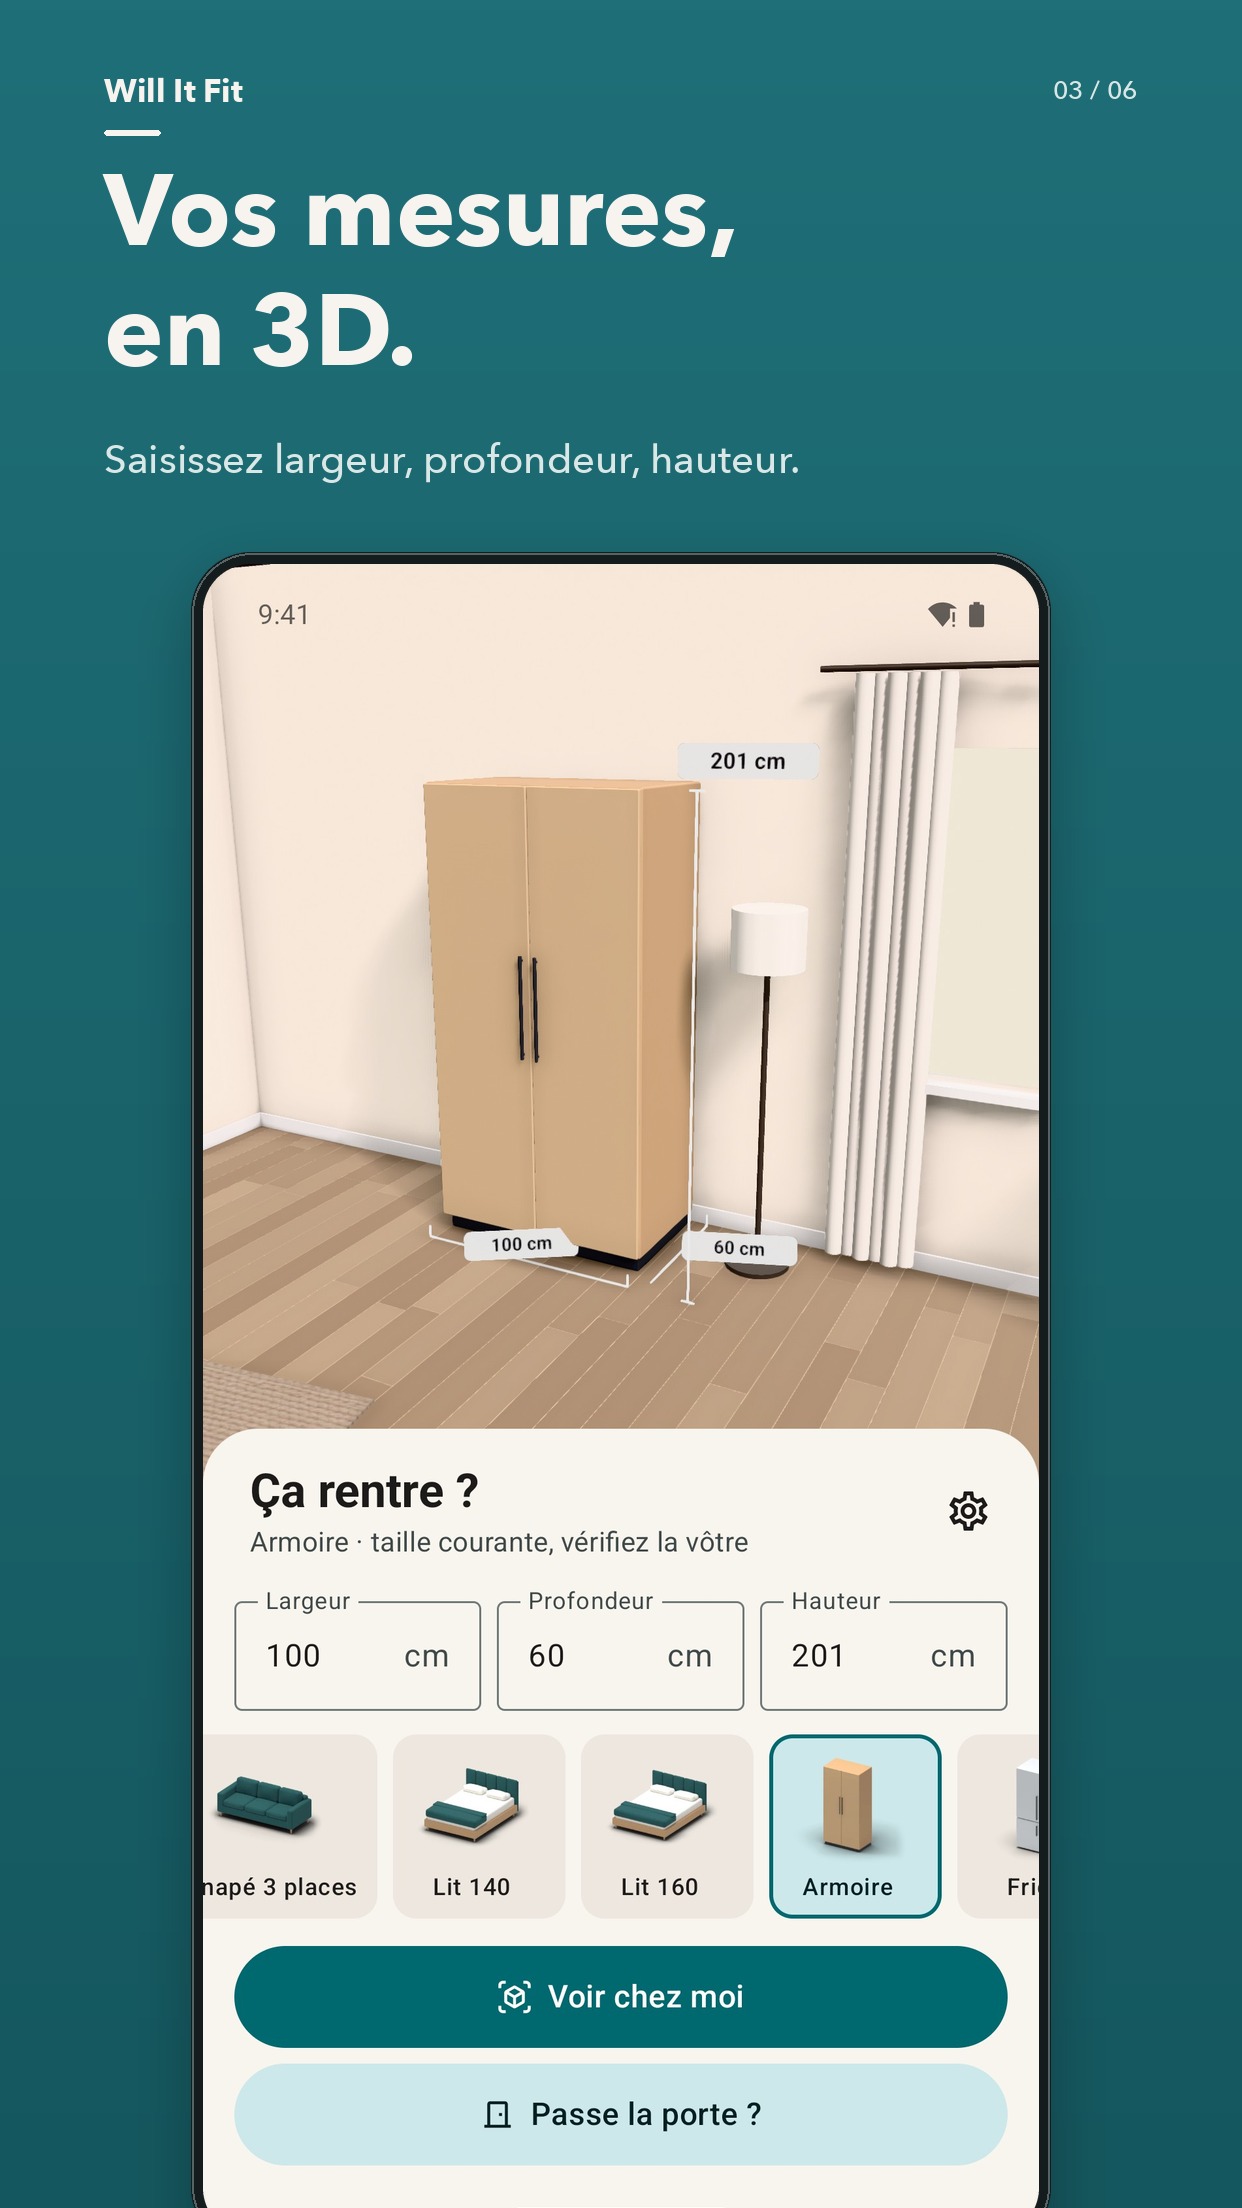 Will It Fit
03 / 06
Vos mesures,
en 3D.
Saisissez largeur, profondeur, hauteur.
9:41
201 cm
100 cm
60 cm
Ça rentre ?
Armoire · taille courante, vérifiez la vôtre
Largeur
Profondeur
Hauteur
100 cm
60 cm
201 cm
napé 3 places
Lit 140
Lit 160
Armoire
Fri
Voir chez moi
Passe la porte ?